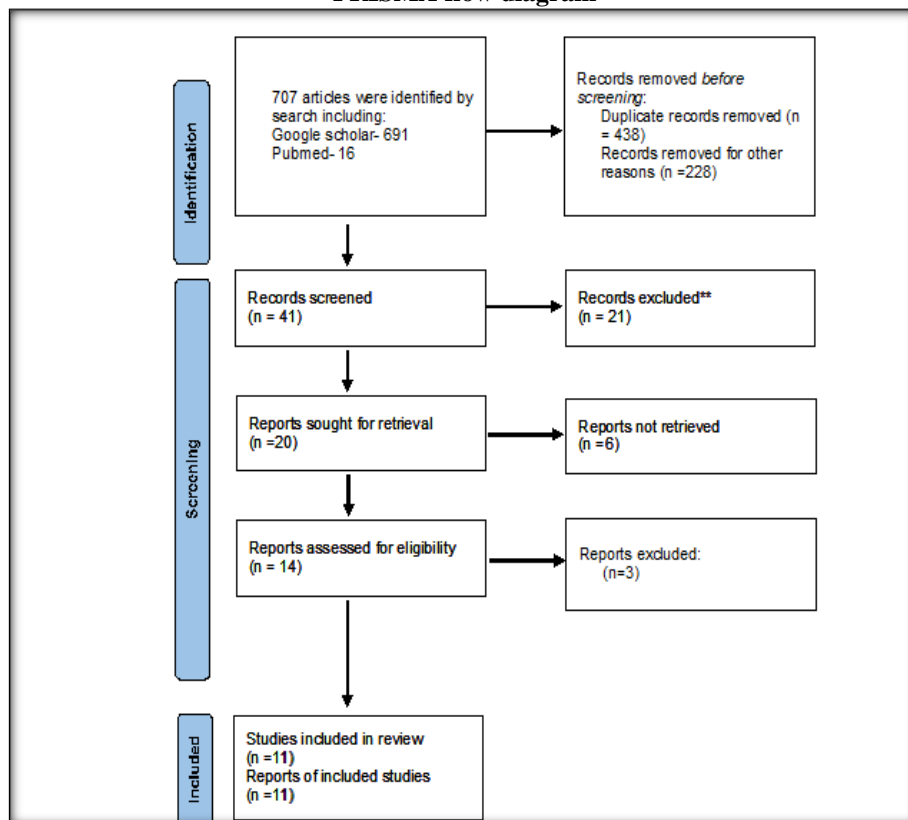 707 articles were identified by
search including:
Google scholar- 691
Pubmed- 16
Records removed before
screening:
Duplicate records removed (n
= 438)
Records removed for other
reasons (n =228)
Identification
Records screened
(n = 41)
Records excluded**
(n = 21)
Reports sought for retrieval
(n =20)
Reports not retrieved
(n =6)
Screening
Reports assessed for eligibility
(n = 14)
Reports excluded:
(n=3)
Studies included in review
(n =11)
Reports of included studies
(n =11)
Included